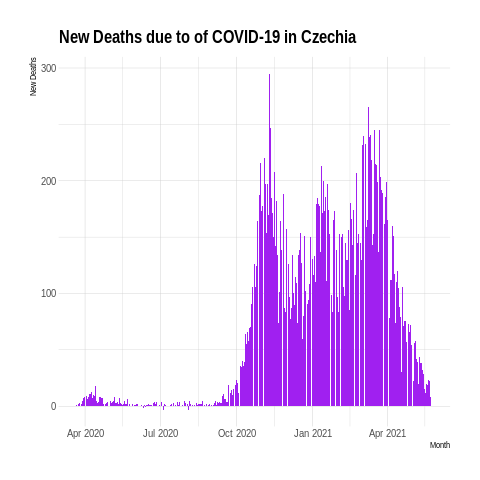 New Deaths due to of COVID-19 in Czechia
New Deaths
300
200
100
0
Apr 2020 Jul 2020 Oct 2020 Jan 2021 Apr 2021
Month